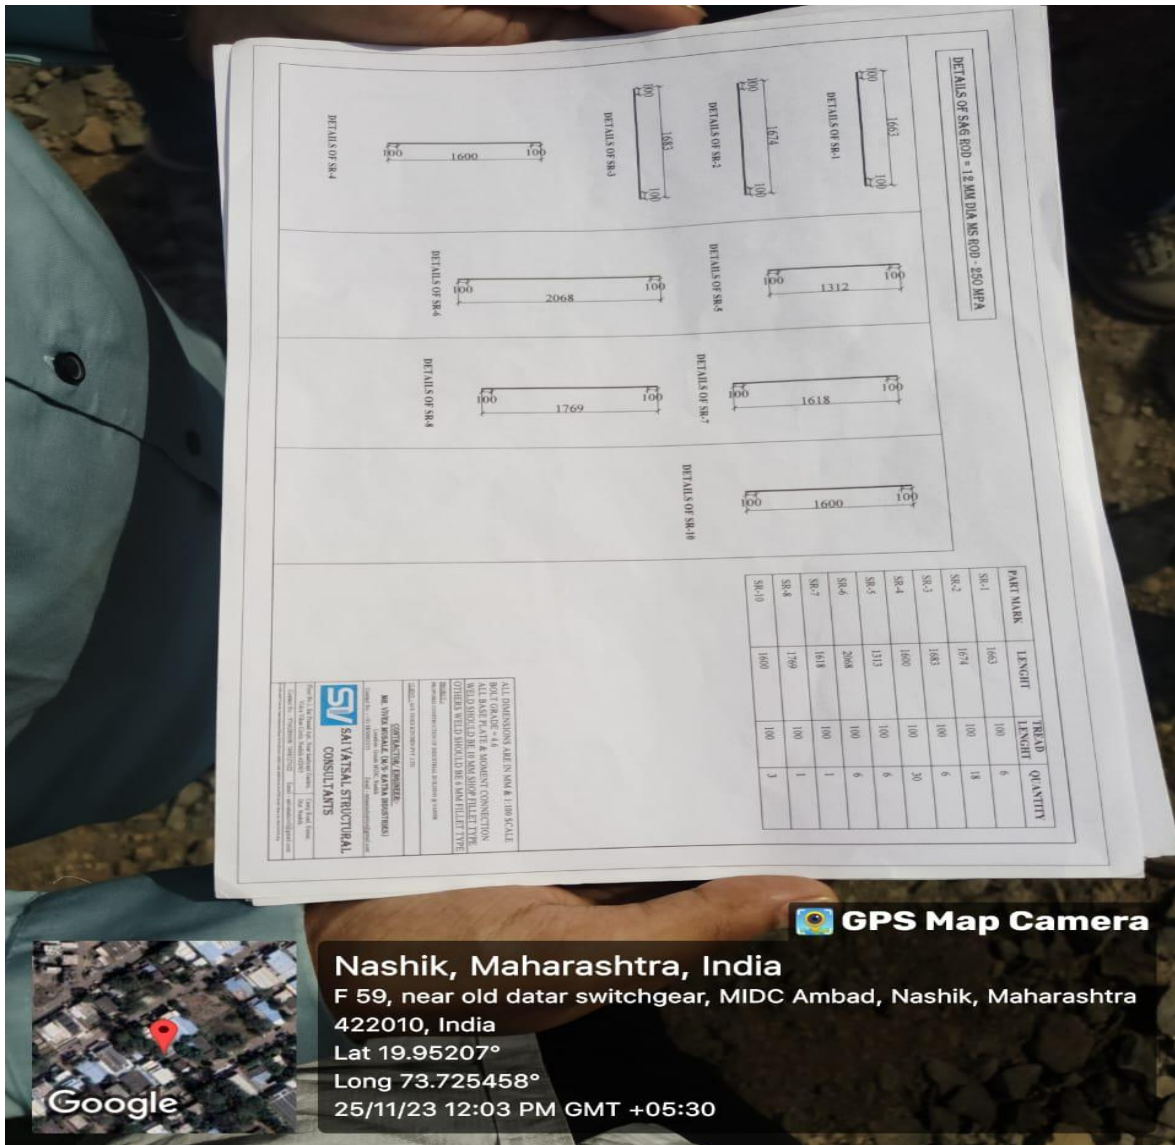 DETAILS OF SAG ROD = 12 MM DIA MS ROD - 250 MPA
100
1663
100
DETAILS OF SR-1
100
1674
100
DETAILS OF SR-2
100
1683
100
DETAILS OF SR-3
100
1600
100
DETAILS OF SR-4
100
1312
100
DETAILS OF SR-5
100
2068
100
DETAILS OF SR-6
100
1618
100
DETAILS OF SR-7
100
1769
100
DETAILS OF SR-8
100
1600
100
DETAILS OF SR-10
PART MARK LENGHT TREAD LENGHT QUANTITY
SR-1 1663 100 6
SR-2 1674 100 18
SR-3 1683 100 6
SR-4 1600 100 30
SR-5 1313 100 6
SR-6 2068 100 6
SR-7 1618 100 1
SR-8 1769 100 1
SR-10 1600 100 3
ALL DIMENSIONS ARE IN MM & 1:100 SCALE
BOLT GRADE = 4.6
ALL BASE PLATE & MOMENT CONNECTION
WELD SHOULD BE 10 MM SHOP FILLET TYPE
OTHERS WELD SHOULD BE 6 MM FILLET TYPE
CONTRACTOR/ ENGINEER:
SV SAI VATSAL STRUCTURAL
CONSULTANTS
GPS Map Camera
Nashik, Maharashtra, India
F 59, near old datar switchgear, MIDC Ambad, Nashik, Maharashtra
422010, India
Lat 19.95207°
Long 73.725458°
25/11/23 12:03 PM GMT +05:30
Google